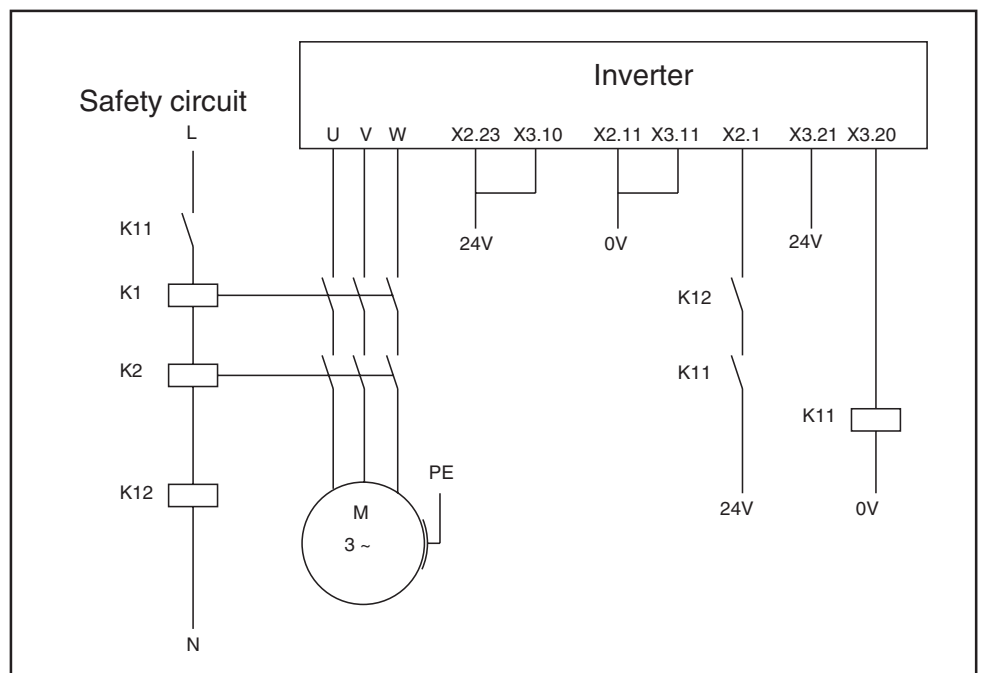 Inverter
Safety circuit
L
U V W X2.23 X3.10 X2.11 X3.11 X2.1 X3.21 X3.20
K11
24V 0V 24V
K1
K12
K2
K11
K11
PE
K12
M
3 ~
24V 0V
N